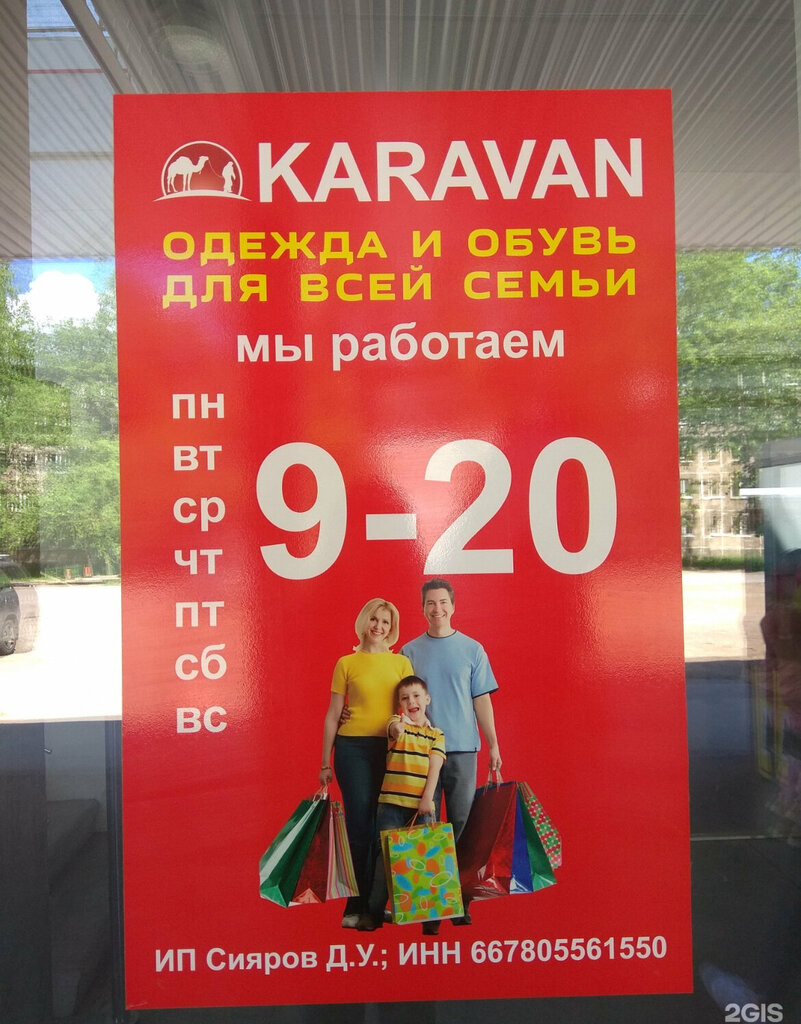 KARAVAN
ОДЕЖДА И ОБУВЬ
ДЛЯ ВСЕЙ СЕМЬИ
мы работаем
пн
вт
ср
чт
пт
сб
вс
9-20
ИП Сияров Д.У.; ИНН 667805561550
2GIS